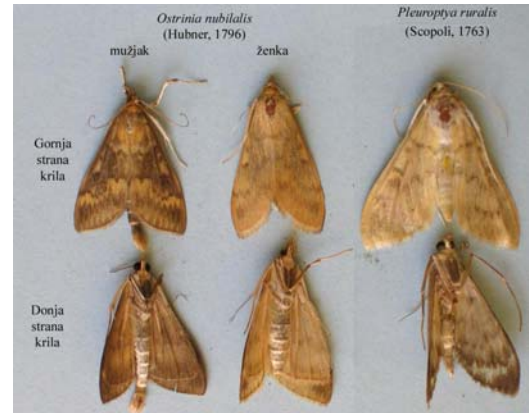 Ostrinia nubilalis
(Hubner, 1796)
mužjak
ženka
Pleuroptya ruralis
(Scopoli, 1763)
Gornja
strana
krila
Donja
strana
krila